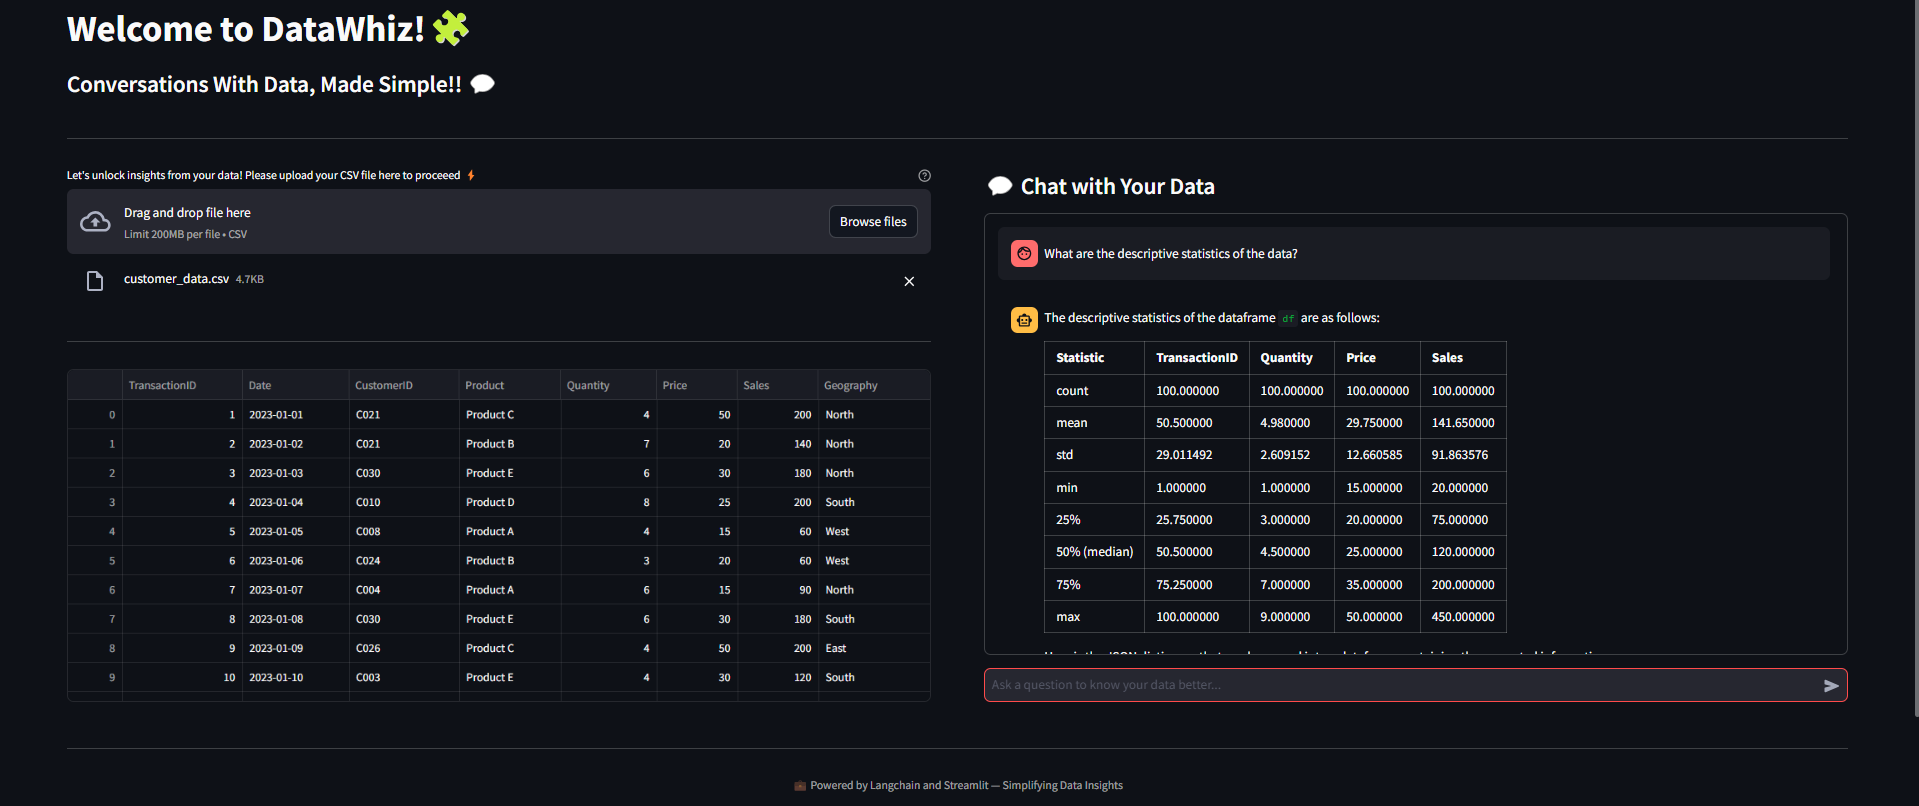 Welcome to DataWhiz!
Conversations With Data, Made Simple!!
Let's unlock insights from your data! Please upload your CSV file here to proceeed
Drag and drop file here
Limit 200MB per file • CSV
Browse files
customer_data.csv 4.7KB
TransactionID Date CustomerID Product Quantity Price Sales Geography
0 1 2023-01-01 C021 Product C 4 50 200 North
1 2 2023-01-02 C021 Product B 7 20 140 North
2 3 2023-01-03 C030 Product E 6 30 180 North
3 4 2023-01-04 C010 Product D 8 25 200 South
4 5 2023-01-05 C008 Product A 4 15 60 West
5 6 2023-01-06 C024 Product B 3 20 60 West
6 7 2023-01-07 C004 Product A 6 15 90 North
7 8 2023-01-08 C030 Product E 6 30 180 South
8 9 2023-01-09 C026 Product C 4 50 200 East
9 10 2023-01-10 C003 Product E 4 30 120 South
Chat with Your Data
What are the descriptive statistics of the data?
The descriptive statistics of the dataframe df are as follows:
Statistic TransactionID Quantity Price Sales
count 100.000000 100.000000 100.000000 100.000000
mean 50.500000 4.980000 29.750000 141.650000
std 29.011492 2.609152 12.660585 91.863576
min 1.000000 1.000000 15.000000 20.000000
25% 25.750000 3.000000 20.000000 75.000000
50% (median) 50.500000 4.500000 25.000000 120.000000
75% 75.250000 7.000000 35.000000 200.000000
max 100.000000 9.000000 50.000000 450.000000
Ask a question to know your data better...
Powered by Langchain and Streamlit — Simplifying Data Insights